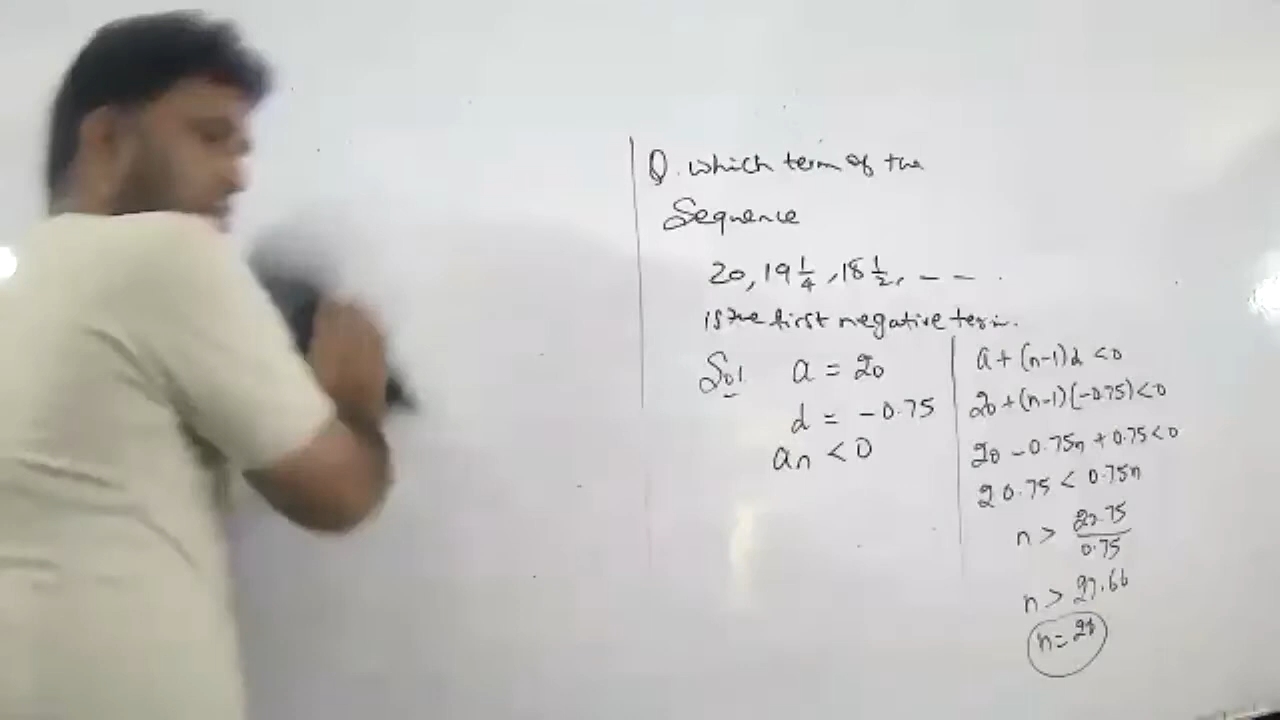 Q. which term of the
Sequence
20, 19 1/4, 18 1/2, – – .
is the first negative term.
Sol a = 20
d = -0.75
an < 0
a + (n-1)d < 0
20 + (n-1)(-0.75) < 0
20 - 0.75n + 0.75 < 0
20.75 < 0.75n
n > 20.75/0.75
n > 27.66
n = 28